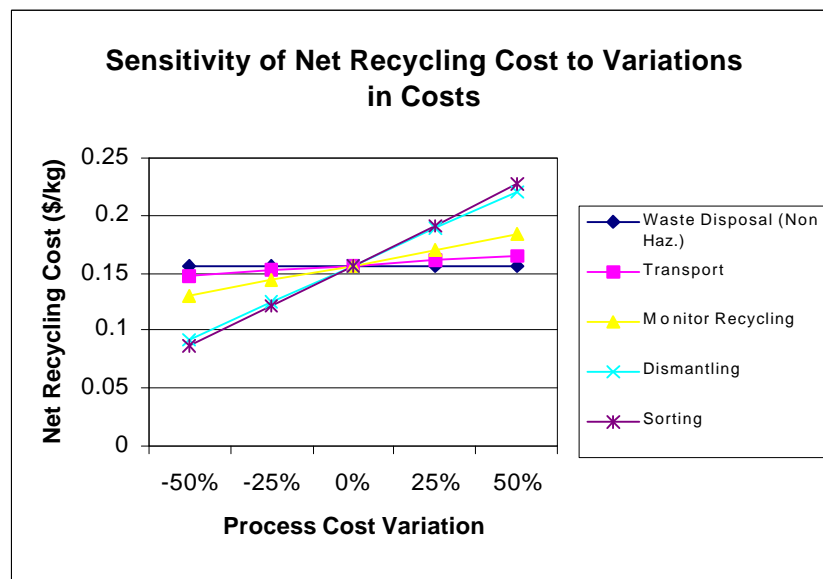 Sensitivity of Net Recycling Cost to Variations
in Costs
Net Recycling Cost ($/kg)
0.25
0.2
0.15
0.1
0.05
0
-50% -25% 0% 25% 50%
Process Cost Variation
Waste Disposal (Non
Haz.)
Transport
Monitor Recycling
Dismantling
Sorting